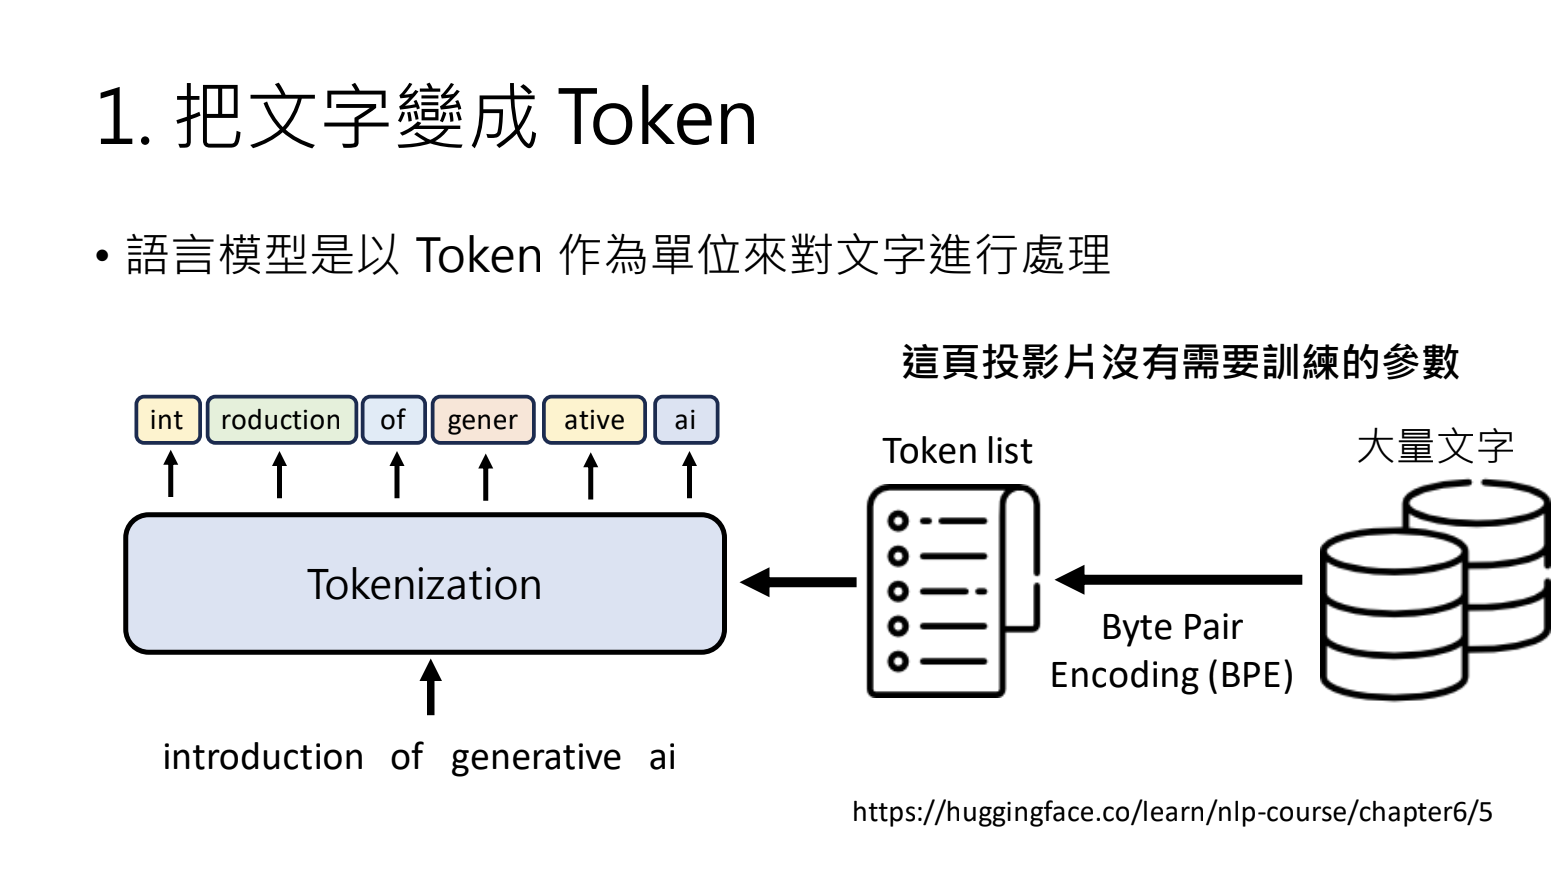 1. 把文字變成 Token
• 語言模型是以 Token 作為單位來對文字進行處理
這頁投影片沒有需要訓練的參數
int roduction of gener ative ai
Token list
大量文字
Tokenization
Byte Pair
Encoding (BPE)
introduction of generative ai
https://huggingface.co/learn/nlp-course/chapter6/5